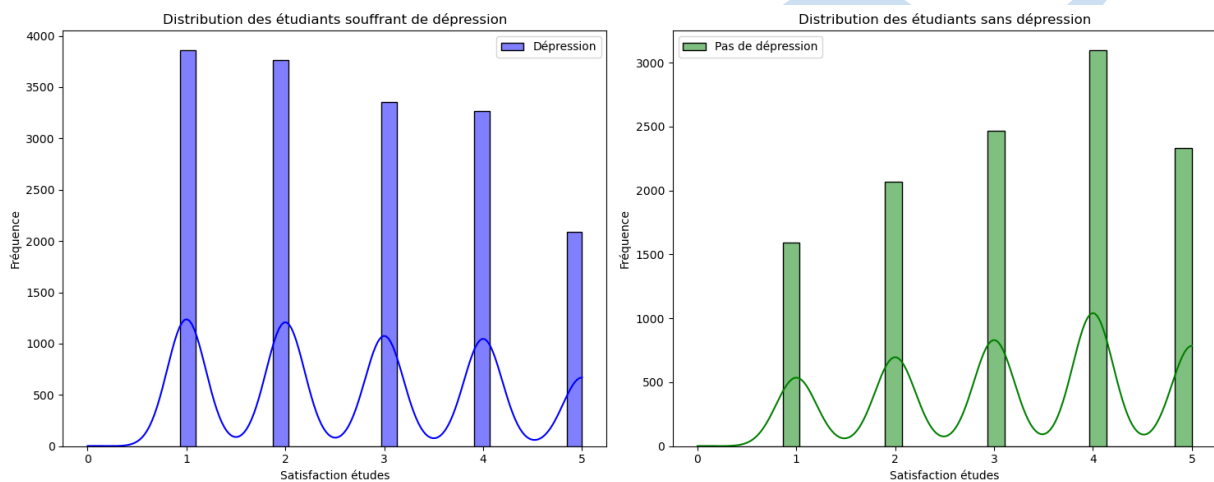 Distribution des étudiants souffrant de dépression
4000
3500
3000
2500
2000
1500
1000
500
0
Fréquence
Dépression
0 1 2 3 4 5
Satisfaction études
Distribution des étudiants sans dépression
3000
2500
2000
1500
1000
500
0
Fréquence
Pas de dépression
0 1 2 3 4 5
Satisfaction études